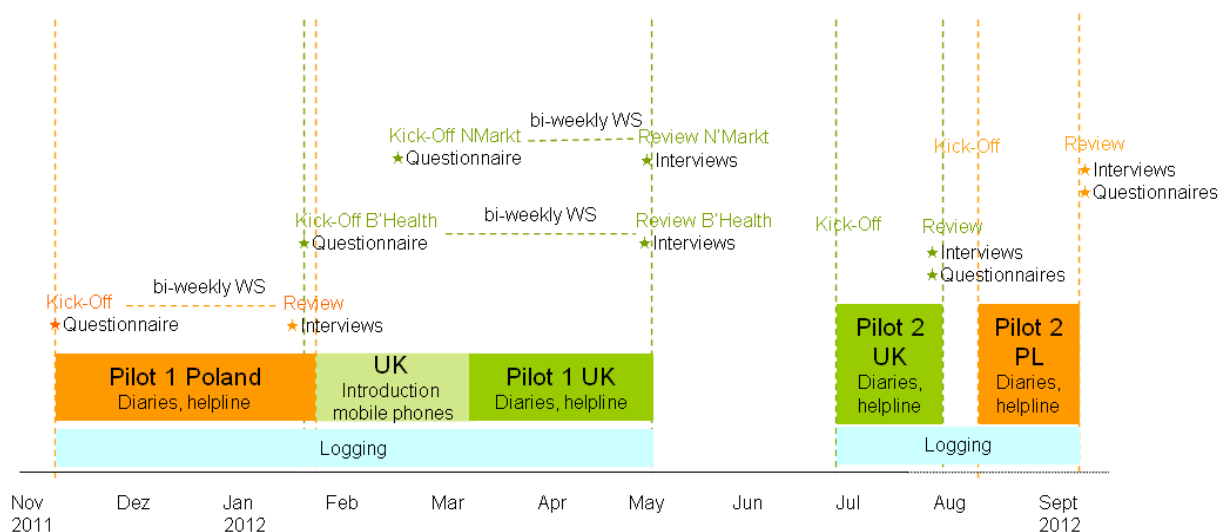 bi-weekly WS
Kick-Off NMarkt
Review N'Markt
★Questionnaire
★Interviews
Kick-Off
Review
★Interviews
★Questionnaires
bi-weekly WS
Kick-Off B'Health
Review B'Health
★Questionnaire
★Interviews
Kick-Off
Review
★Interviews
★Questionnaires
bi-weekly WS
Kick-Off
Review
★Questionnaire
★Interviews
Pilot 1 Poland
Diaries, helpline
UK
Introduction
mobile phones
Pilot 1 UK
Diaries, helpline
Pilot 2
UK
Diaries,
helpline
Pilot 2
PL
Diaries,
helpline
Logging
Logging
Nov
2011
Dez
Jan
2012
Feb
Mar
Apr
May
Jun
Jul
Aug
Sept
2012